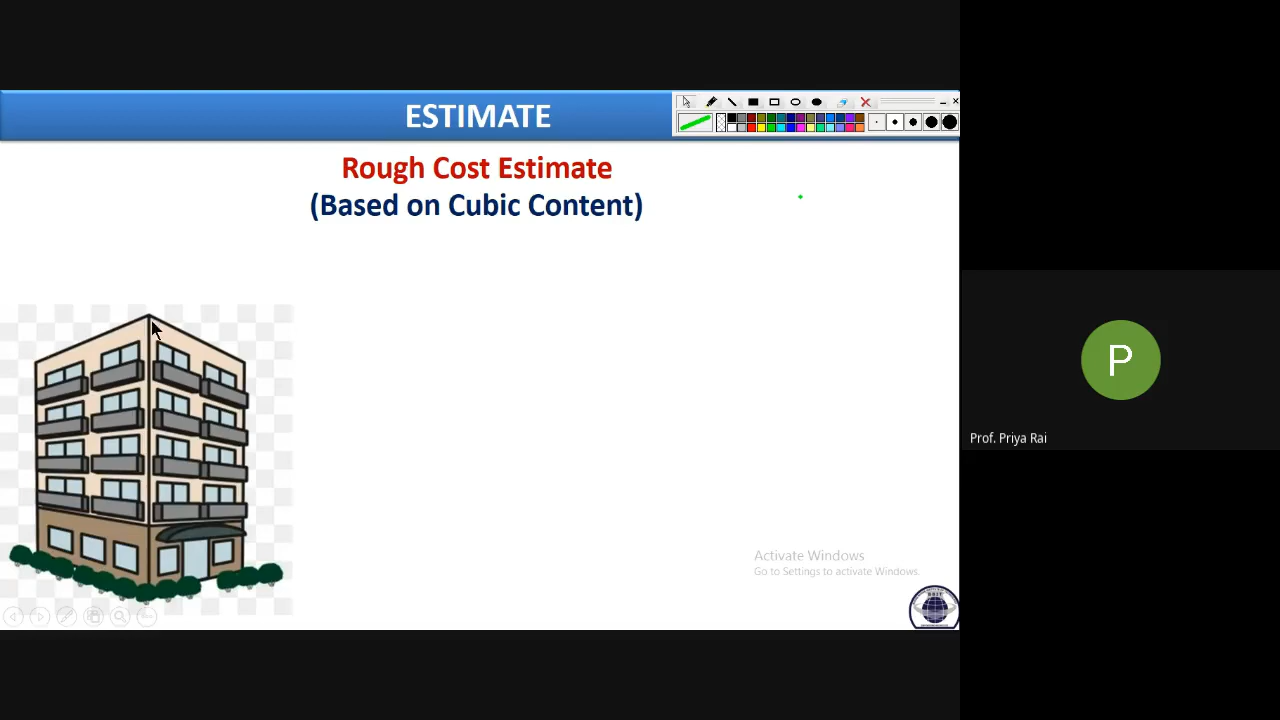 ESTIMATE
Rough Cost Estimate
(Based on Cubic Content)
P
Prof. Priya Rai
Activate Windows
Go to Settings to activate Windows.